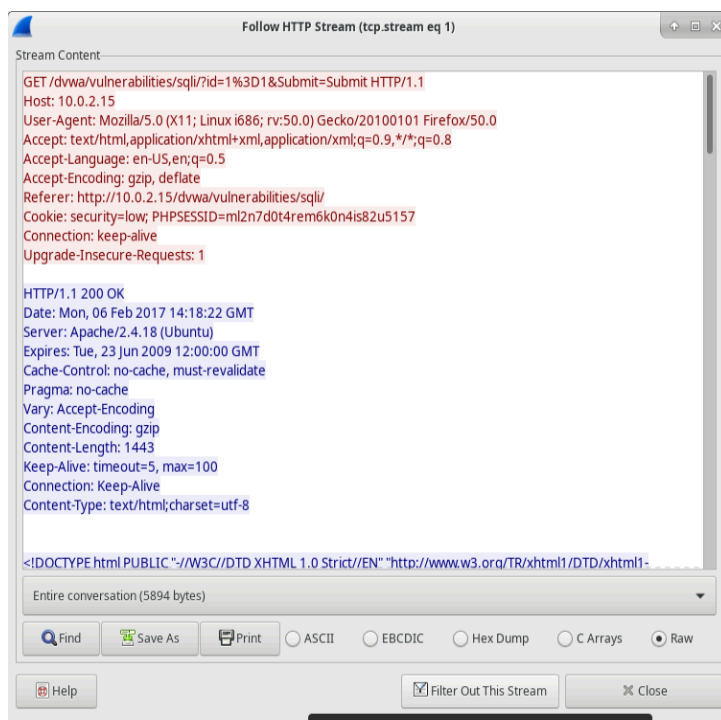 Follow HTTP Stream (tcp.stream eq 1)
Stream Content
GET /dvwa/vulnerabilities/sqli/?id=1%3D1&Submit=Submit HTTP/1.1
Host: 10.0.2.15
User-Agent: Mozilla/5.0 (X11; Linux i686; rv:50.0) Gecko/20100101 Firefox/50.0
Accept: text/html,application/xhtml+xml,application/xml;q=0.9,*/*;q=0.8
Accept-Language: en-US,en;q=0.5
Accept-Encoding: gzip, deflate
Referer: http://10.0.2.15/dvwa/vulnerabilities/sqli/
Cookie: security=low; PHPSESSID=ml2n7d0t4rem6k0n4is82u5157
Connection: keep-alive
Upgrade-Insecure-Requests: 1
HTTP/1.1 200 OK
Date: Mon, 06 Feb 2017 14:18:22 GMT
Server: Apache/2.4.18 (Ubuntu)
Expires: Tue, 23 Jun 2009 12:00:00 GMT
Cache-Control: no-cache, must-revalidate
Pragma: no-cache
Vary: Accept-Encoding
Content-Encoding: gzip
Content-Length: 1443
Keep-Alive: timeout=5, max=100
Connection: Keep-Alive
Content-Type: text/html;charset=utf-8
<!DOCTYPE html PUBLIC "-//W3C//DTD XHTML 1.0 Strict//EN" "http://www.w3.org/TR/xhtml1/DTD/xhtml1-
Entire conversation (5894 bytes)
Find Save As Print ASCII EBCDIC Hex Dump C Arrays Raw
Help Filter Out This Stream Close